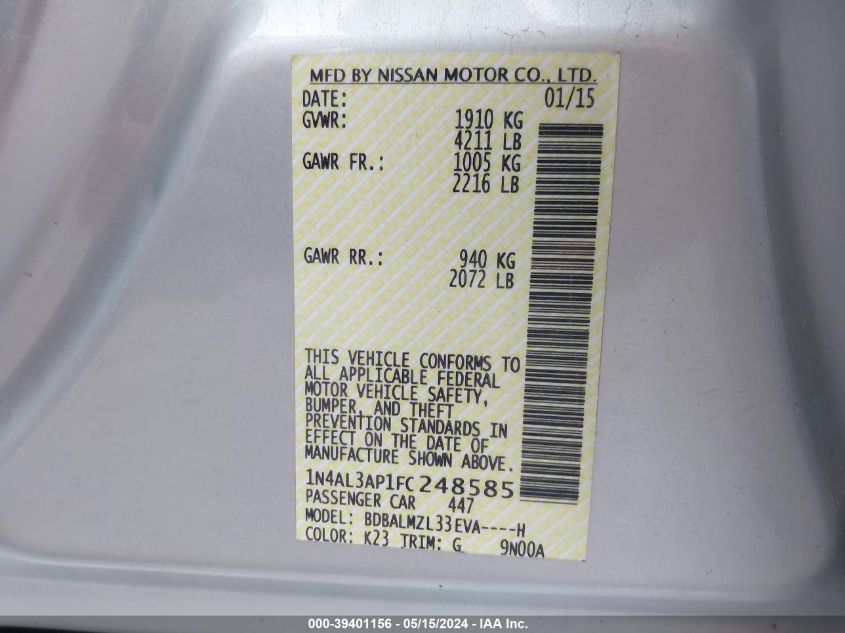 MFD BY NISSAN MOTOR CO., LTD.
DATE: 01/15
GVWR: 1910 KG
4211 LB
GAWR FR.: 1005 KG
2216 LB
GAWR RR.: 940 KG
2072 LB
THIS VEHICLE CONFORMS TO
ALL APPLICABLE FEDERAL
MOTOR VEHICLE SAFETY,
BUMPER, AND THEFT
PREVENTION STANDARDS IN
EFFECT ON THE DATE OF
MANUFACTURE SHOWN ABOVE.
1N4AL3AP1FC248585
PASSENGER CAR 447
MODEL: BDBALMZL33EVA----H
COLOR: K23 TRIM: G 9N00A
000-39401156 - 05/15/2024 - IAA Inc.